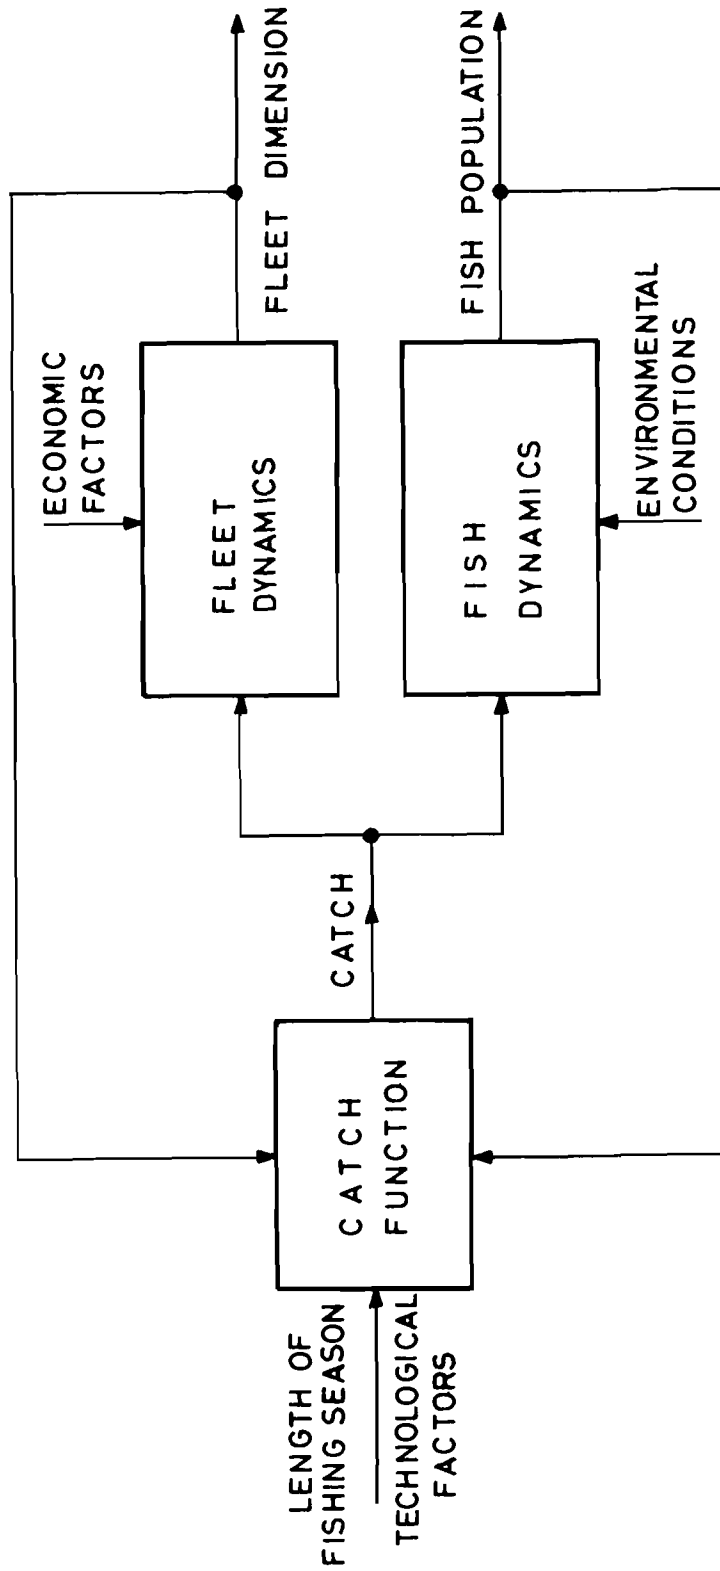 LENGTH OF
FISHING SEASON
TECHNOLOGICAL
FACTORS
CATCH
FUNCTION
CATCH
ECONOMIC
FACTORS
FLEET
DYNAMICS
FLEET DIMENSION
FISH
DYNAMICS
FISH POPULATION
ENVIRONMENTAL
CONDITIONS